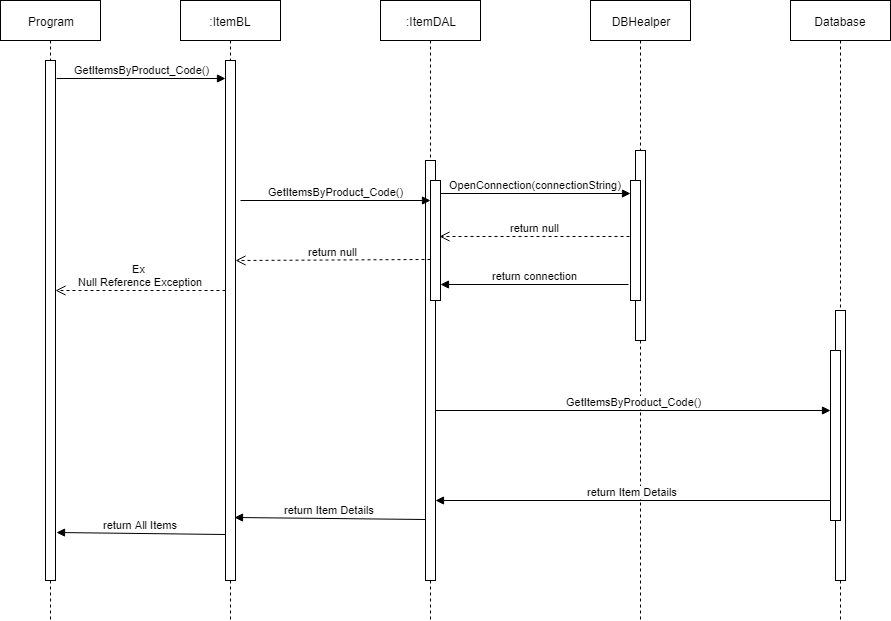 Program
:ItemBL
:ItemDAL
DBHealper
Database
GetItemsByProduct_Code()
OpenConnection(connectionString)
GetItemsByProduct_Code()
return null
return null
Ex
Null Reference Exception
return connection
GetItemsByProduct_Code()
return Item Details
return Item Details
return All Items